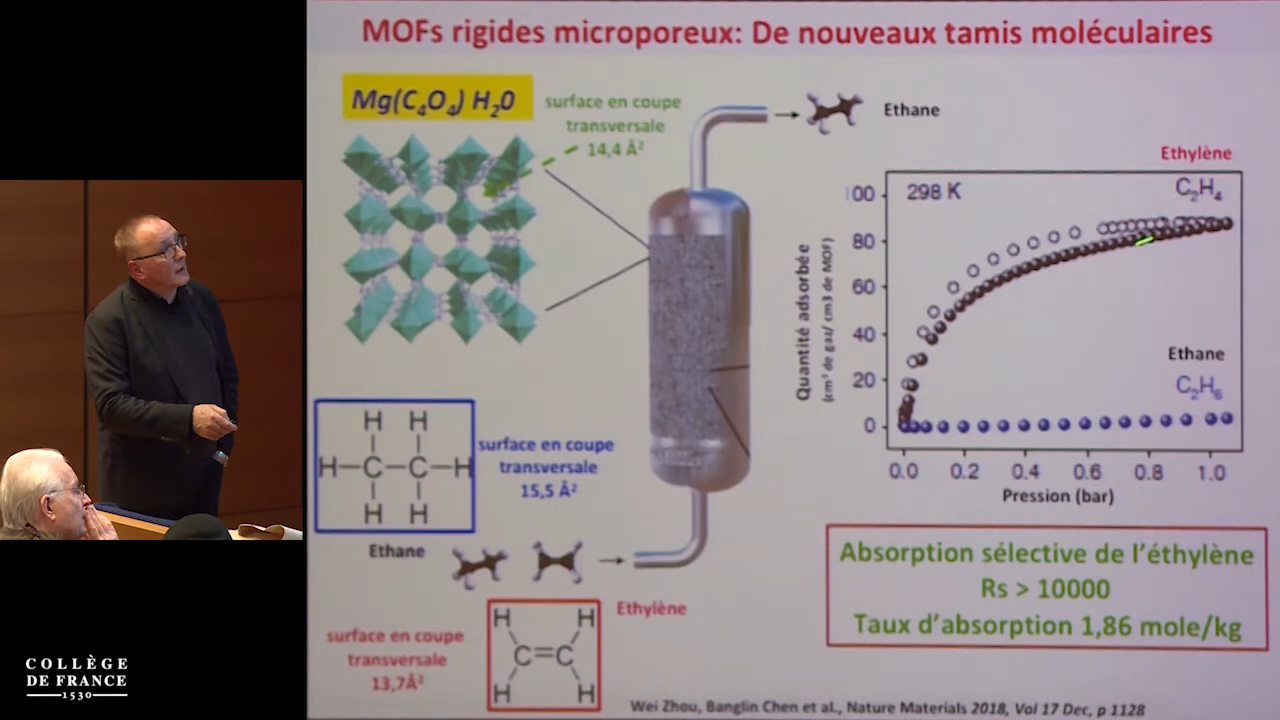 MOFs rigides microporeux: De nouveaux tamis moléculaires
Mg(C₄O₄) H₂0
surface en coupe
transversale
14,4 Å²
Ethane
Ethylène
C₂H₄
298 K
100
80
60
40
20
0
Quantité adsorbée
(cm³ de gaz/ cm3 de MOF)
Ethane
C₂H₆
0.0 0.2 0.4 0.6 0.8 1.0
Pression (bar)
H H
H—C—C—H
H H
Ethane
surface en coupe
transversale
15,5 Å²
Ethylène
H H
C=C
H H
surface en coupe
transversale
13,7Å²
Absorption sélective de l'éthylène
Rs > 10000
Taux d'absorption 1,86 mole/kg
Wei Zhou, Banglin Chen et al., Nature Materials 2018, Vol 17 Dec, p 1128
COLLÈGE
DE FRANCE
1530